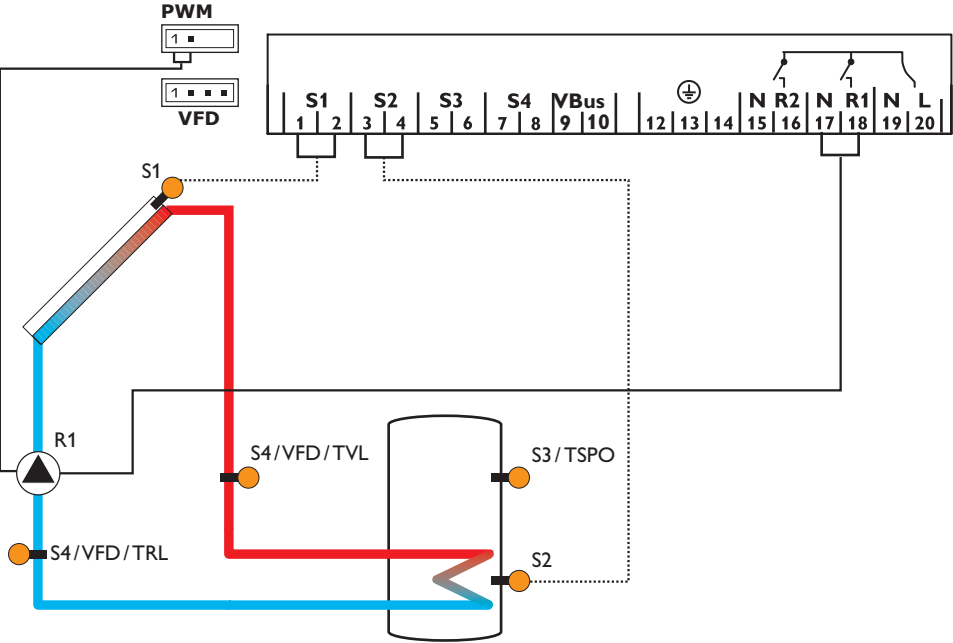 PWM
1
1
VFD
S1 S2 S3 S4 VBus N R2 N R1 N L
1 2 3 4 5 6 7 8 9 10 12 13 14 15 16 17 18 19 20
S1
R1
S4/VFD/TVL
S3/TSPO
S4/VFD/TRL
S2